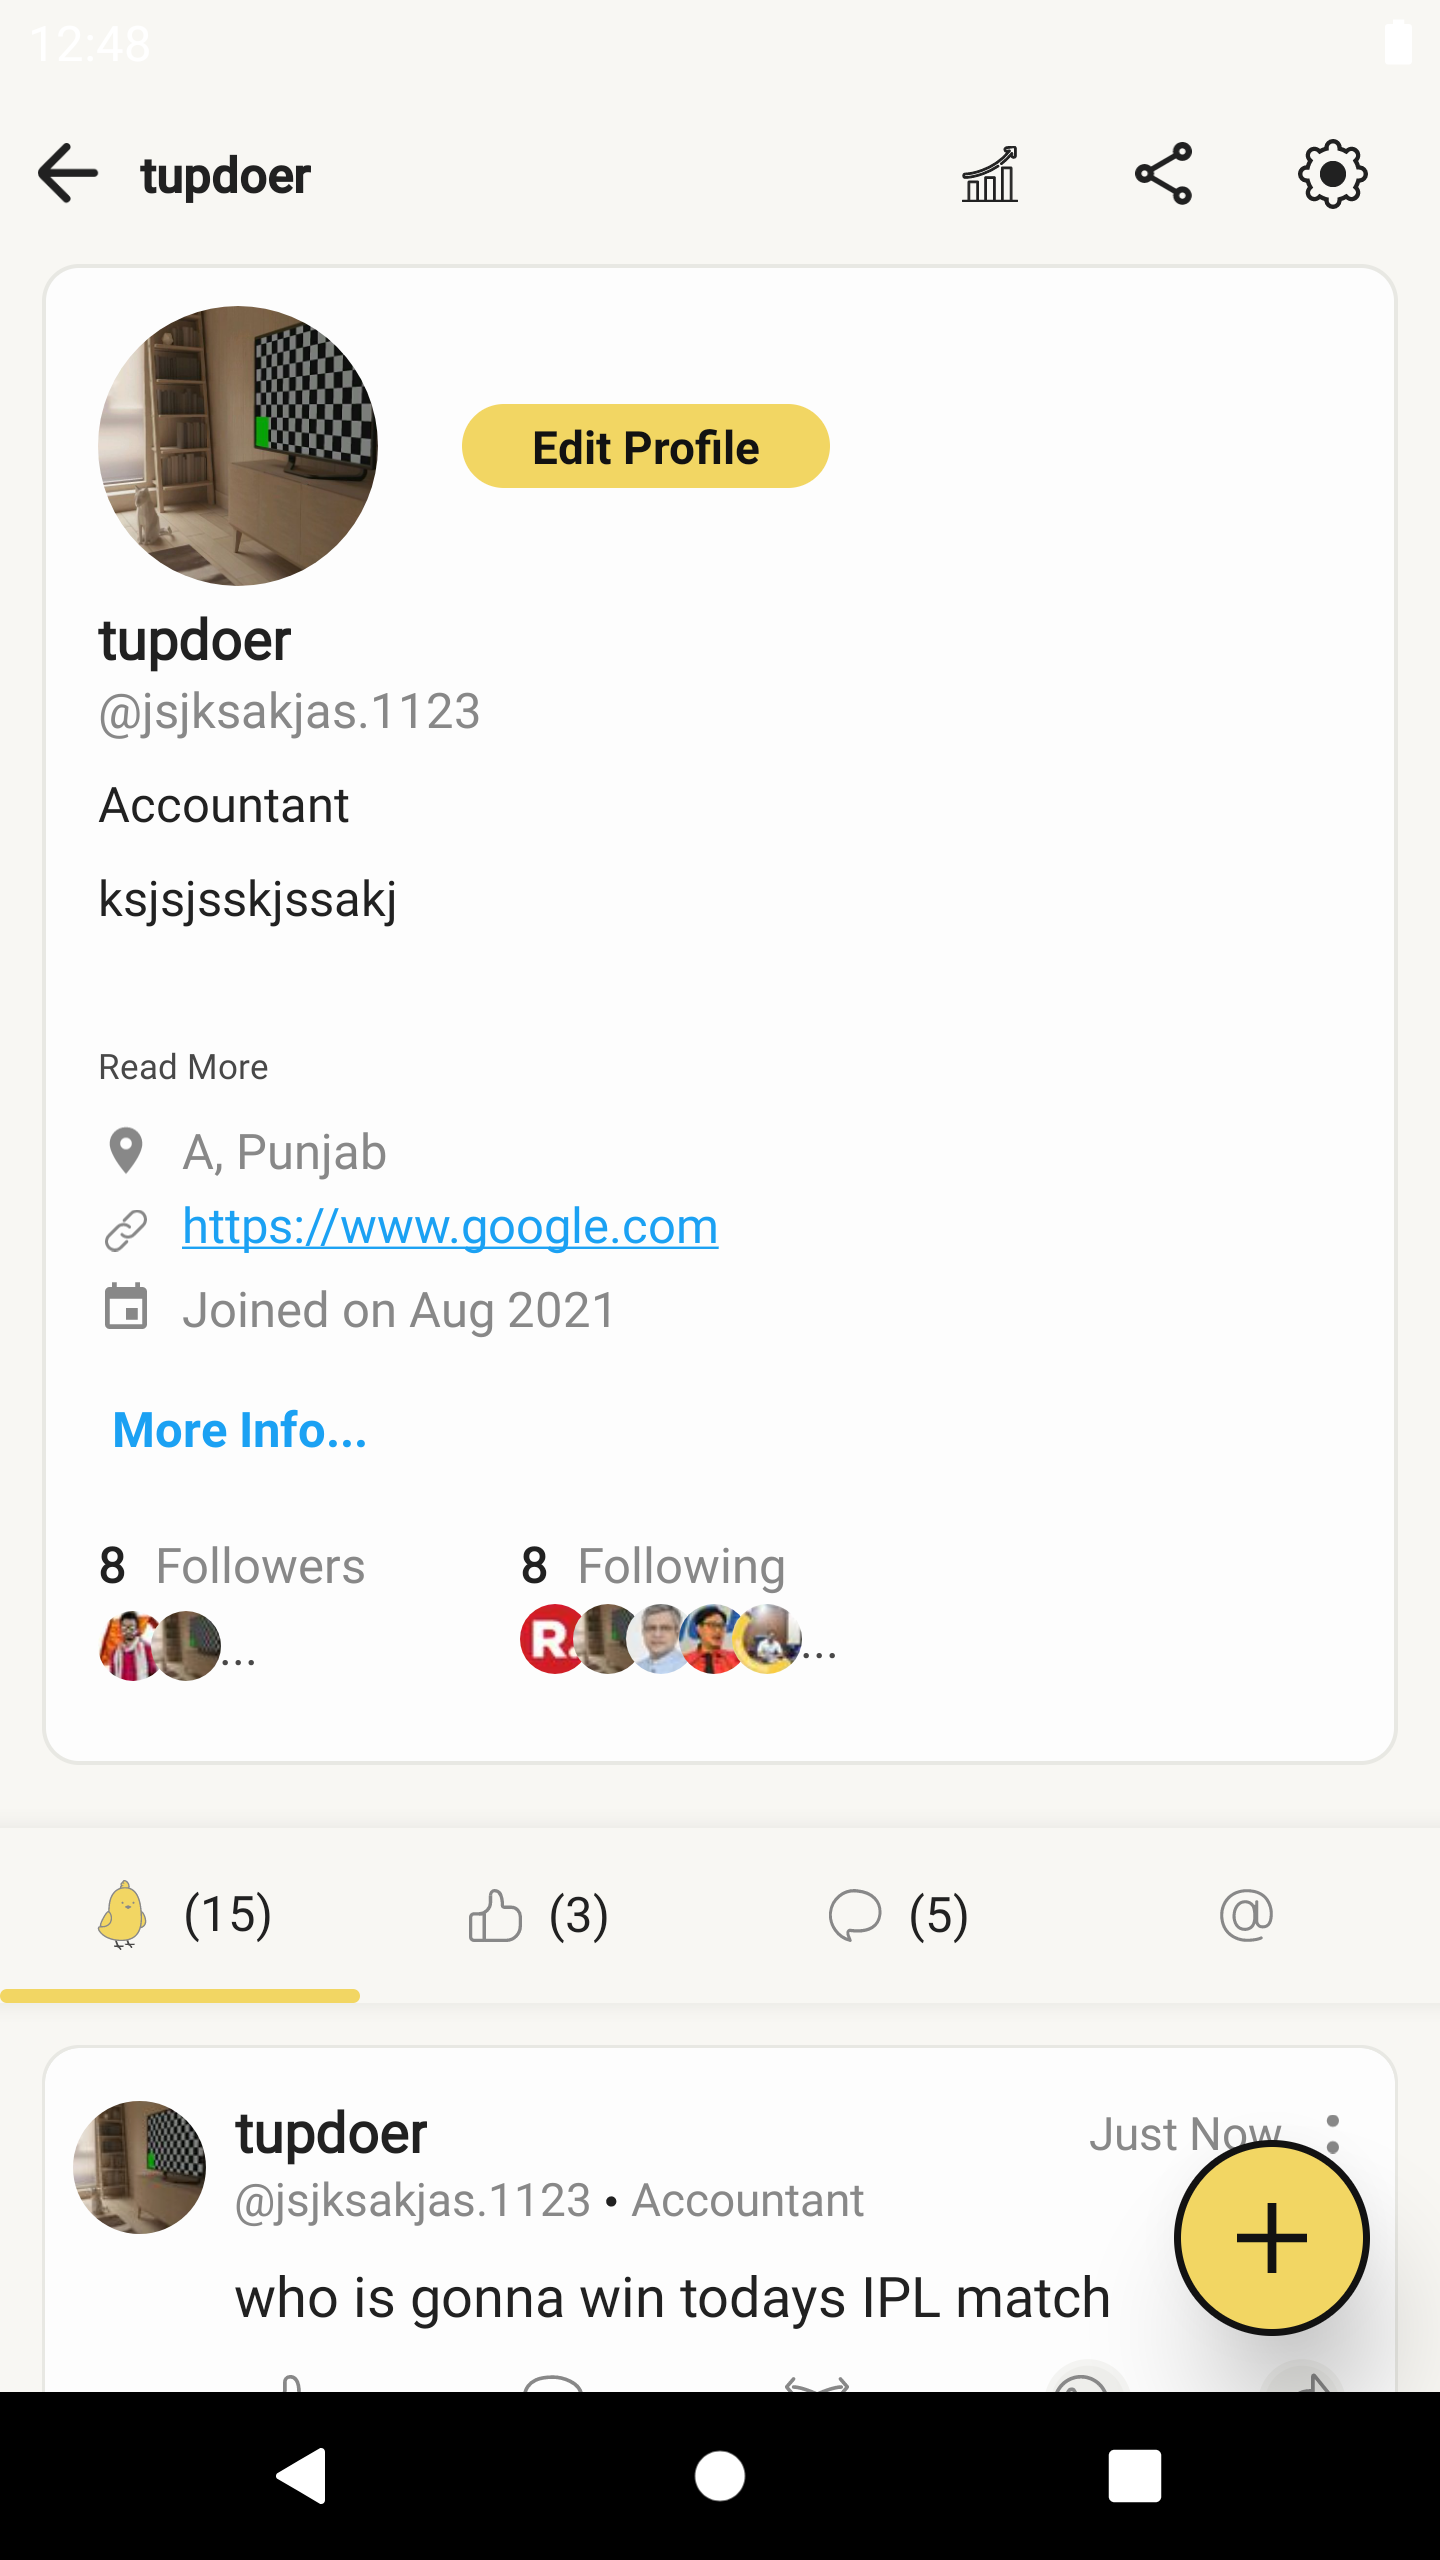 12:48
tupdoer
Edit Profile
tupdoer
@jsjksakjas.1123
Accountant
ksjsjsskjssakj
Read More
A, Punjab
https://www.google.com
Joined on Aug 2021
More Info...
8 Followers
8 Following
R.
...
...
(15)
(3)
(5)
@
tupdoer
Just Now
@jsjksakjas.1123 • Accountant
who is gonna win todays IPL match